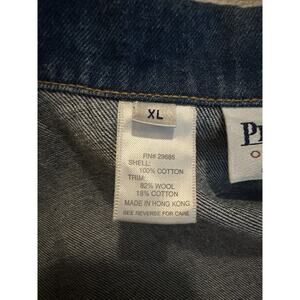 XL
RN# 29685
SHELL:
100% COTTON
TRIM:
82% WOOL
18% COTTON
MADE IN HONG KONG
SEE REVERSE FOR CARE